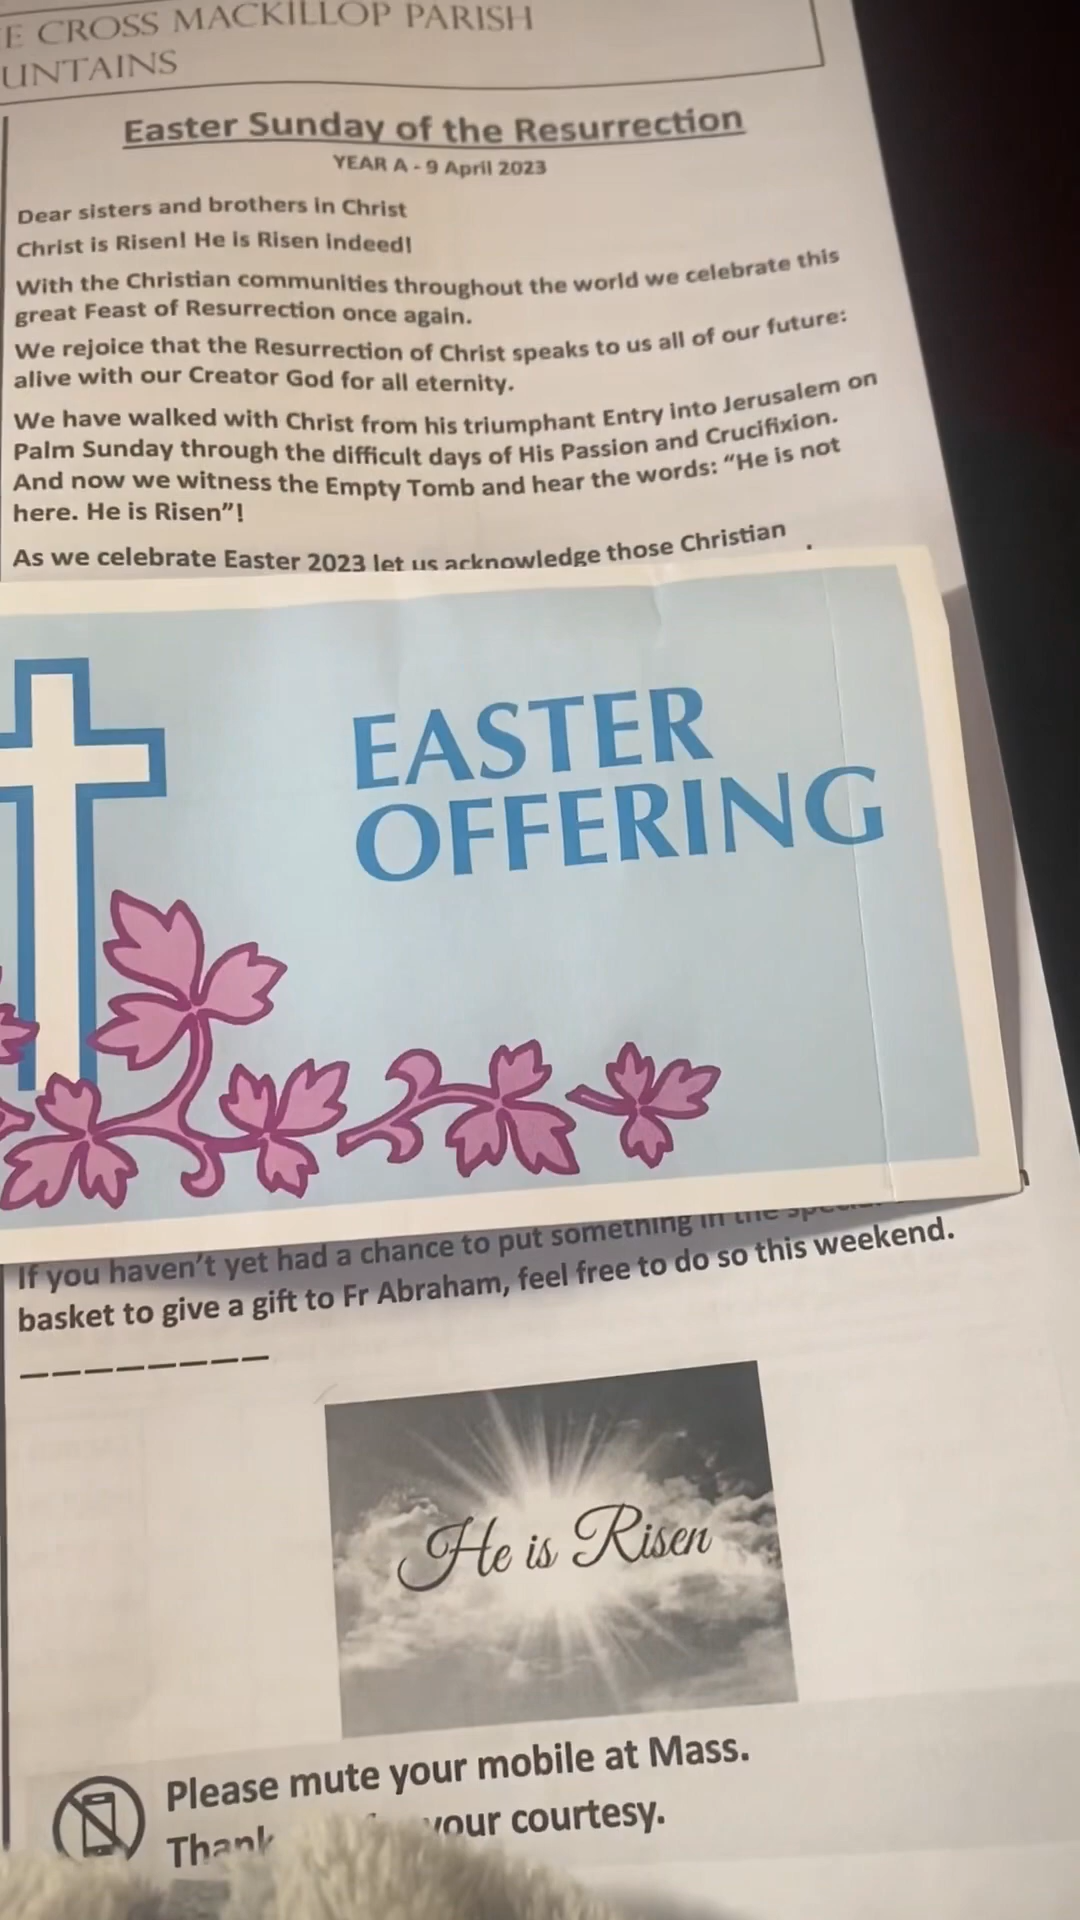 E CROSS MACKILLOP PARISH
UNTAINS
Easter Sunday of the Resurrection
YEAR A - 9 April 2023
Dear sisters and brothers in Christ
Christ is Risen! He is Risen indeed!
With the Christian communities throughout the world we celebrate this
great Feast of Resurrection once again.
We rejoice that the Resurrection of Christ speaks to us all of our future:
alive with our Creator God for all eternity.
We have walked with Christ from his triumphant Entry into Jerusalem on
Palm Sunday through the difficult days of His Passion and Crucifixion.
And now we witness the Empty Tomb and hear the words: “He is not
here. He is Risen”!
As we celebrate Easter 2023 let us acknowledge those Christian
EASTER
OFFERING
If you haven’t yet had a chance to put something in the
basket to give a gift to Fr Abraham, feel free to do so this weekend.
_________
He is Risen
Please mute your mobile at Mass.
Thank your courtesy.